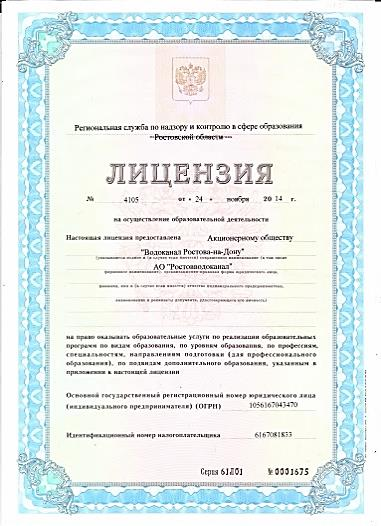 Региональная служба по надзору и контролю в сфере образования
Ростовской области
ЛИЦЕНЗИЯ
№ 4105 от « 24 » ноября 2014 г.
на осуществление образовательной деятельности
Настоящая лицензия предоставлена Акционерному обществу
"Водоканал Ростова-на-Дону"
(указываются полное и (в случае если имеется) сокращенное наименование (в том числе
АО "Ростовводоканал"
фирменное наименование), организационно-правовая форма юридического лица,
фамилия, имя и (в случае если имеется) отчество индивидуального предпринимателя,
наименование и реквизиты документа, удостоверяющего его личность)
на право оказывать образовательные услуги по реализации образовательных
программ по видам образования, по уровням образования, по профессиям,
специальностям, направлениям подготовки (для профессионального
образования), по подвидам дополнительного образования, указанным в
приложении к настоящей лицензии
Основной государственный регистрационный номер юридического лица
(индивидуального предпринимателя) (ОГРН) 1056167043470
Идентификационный номер налогоплательщика 6167081833
Серия 61Л01 № 0001675